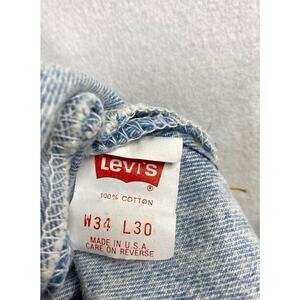 Levi's
®
100% COTTON
W34 L30
MADE IN U.S.A.
CARE ON REVERSE